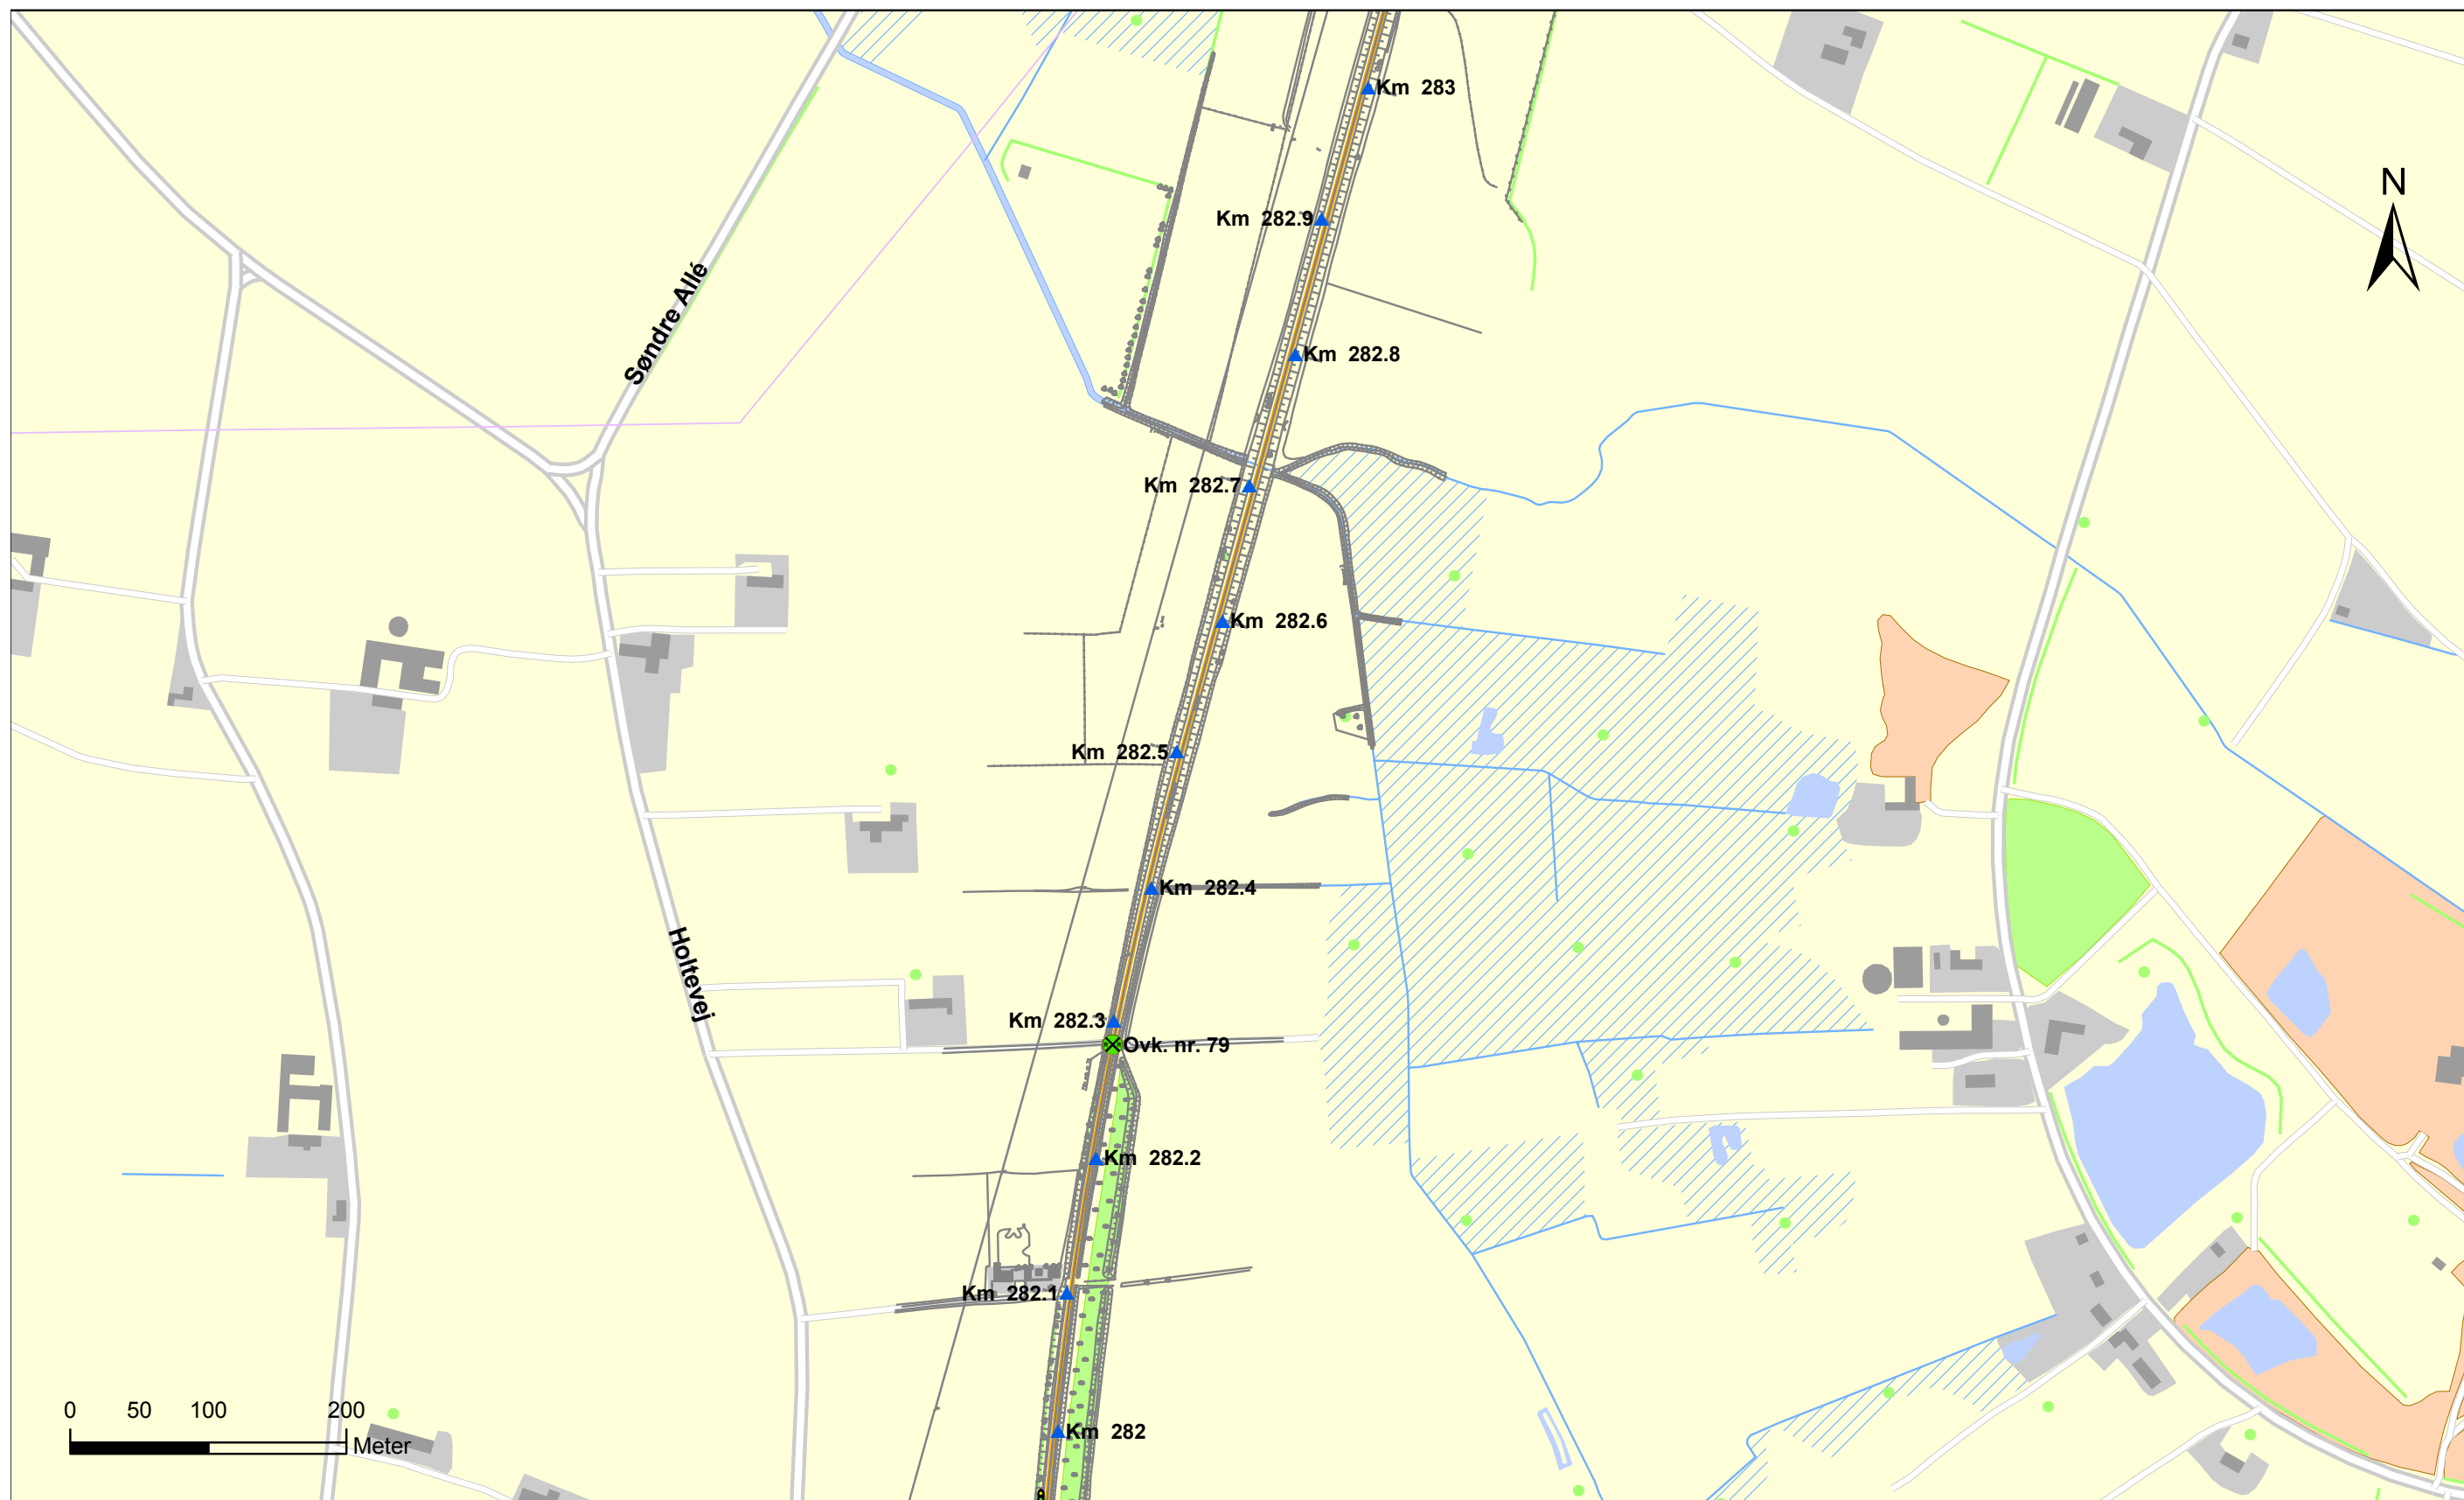 Km 283
N
Km 282.9
Søndre Allé
Km 282.8
Km 282.7
Km 282.6
Km 282.5
Km 282.4
Holtevej
Km 282.3
Ovk. nr. 79
Km 282.2
Km 282.1
0 50 100 200
Km 282
Meter